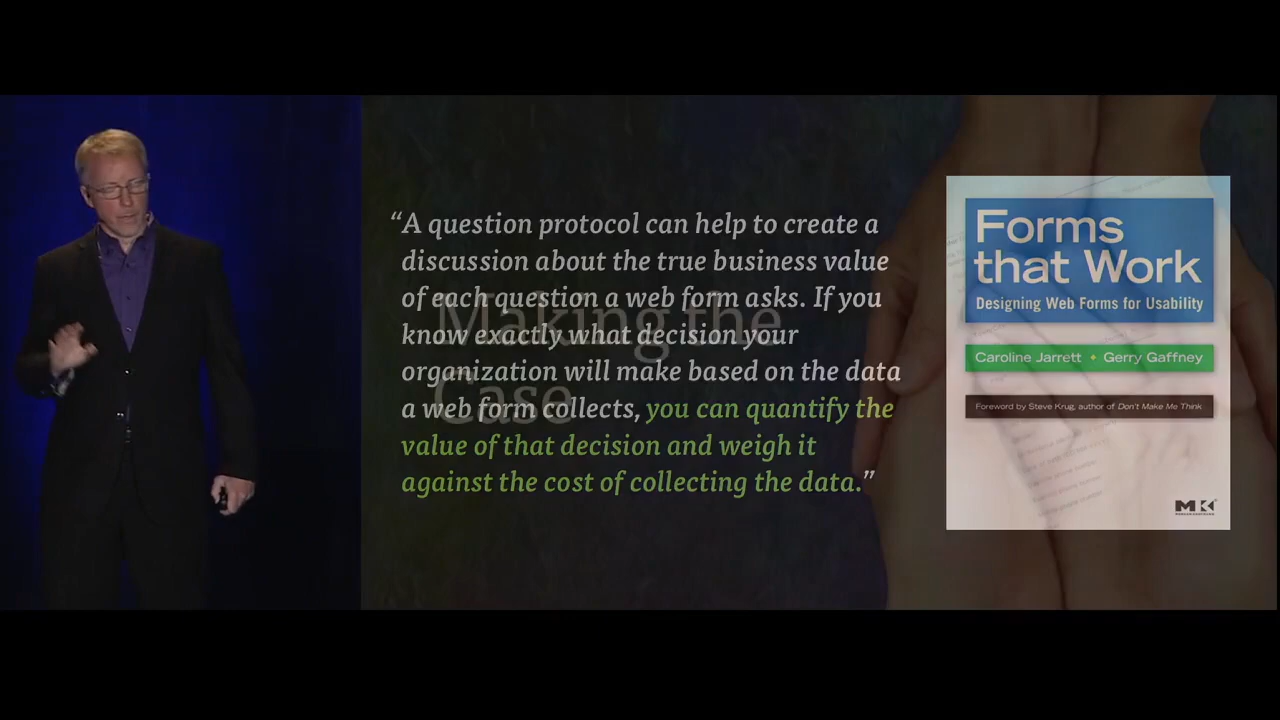 “A question protocol can help to create a
discussion about the true business value
of each question a web form asks. If you
know exactly what decision your
organization will make based on the data
a web form collects, you can quantify the
value of that decision and weigh it
against the cost of collecting the data.”
Making the
Case
Forms
that Work
Designing Web Forms for Usability
Caroline Jarrett • Gerry Gaffney
Foreword by Steve Krug, author of Don't Make Me Think
MK